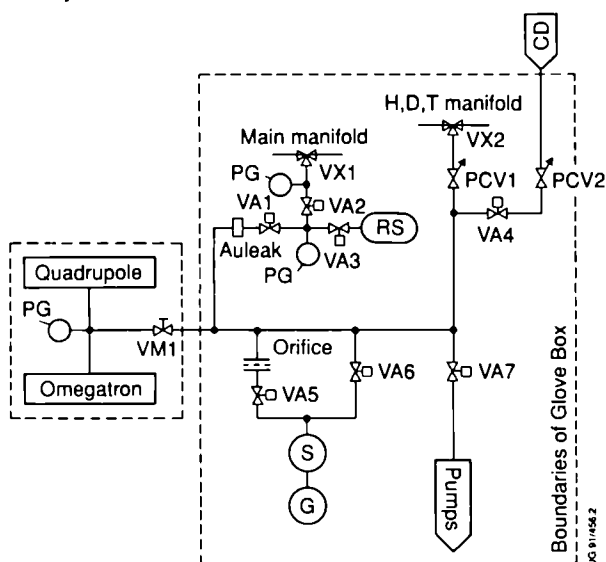 CD
H,D,T manifold
VX2
Main manifold
VX1
PG
PCV1
PCV2
VA1
VA2
RS
Auleak
VA3
VA4
PG
Quadrupole
PG
VM1
Orifice
Omegatron
VA5
VA6
VA7
S
G
Pumps
Boundaries of Glove Box
JG 91/456.2